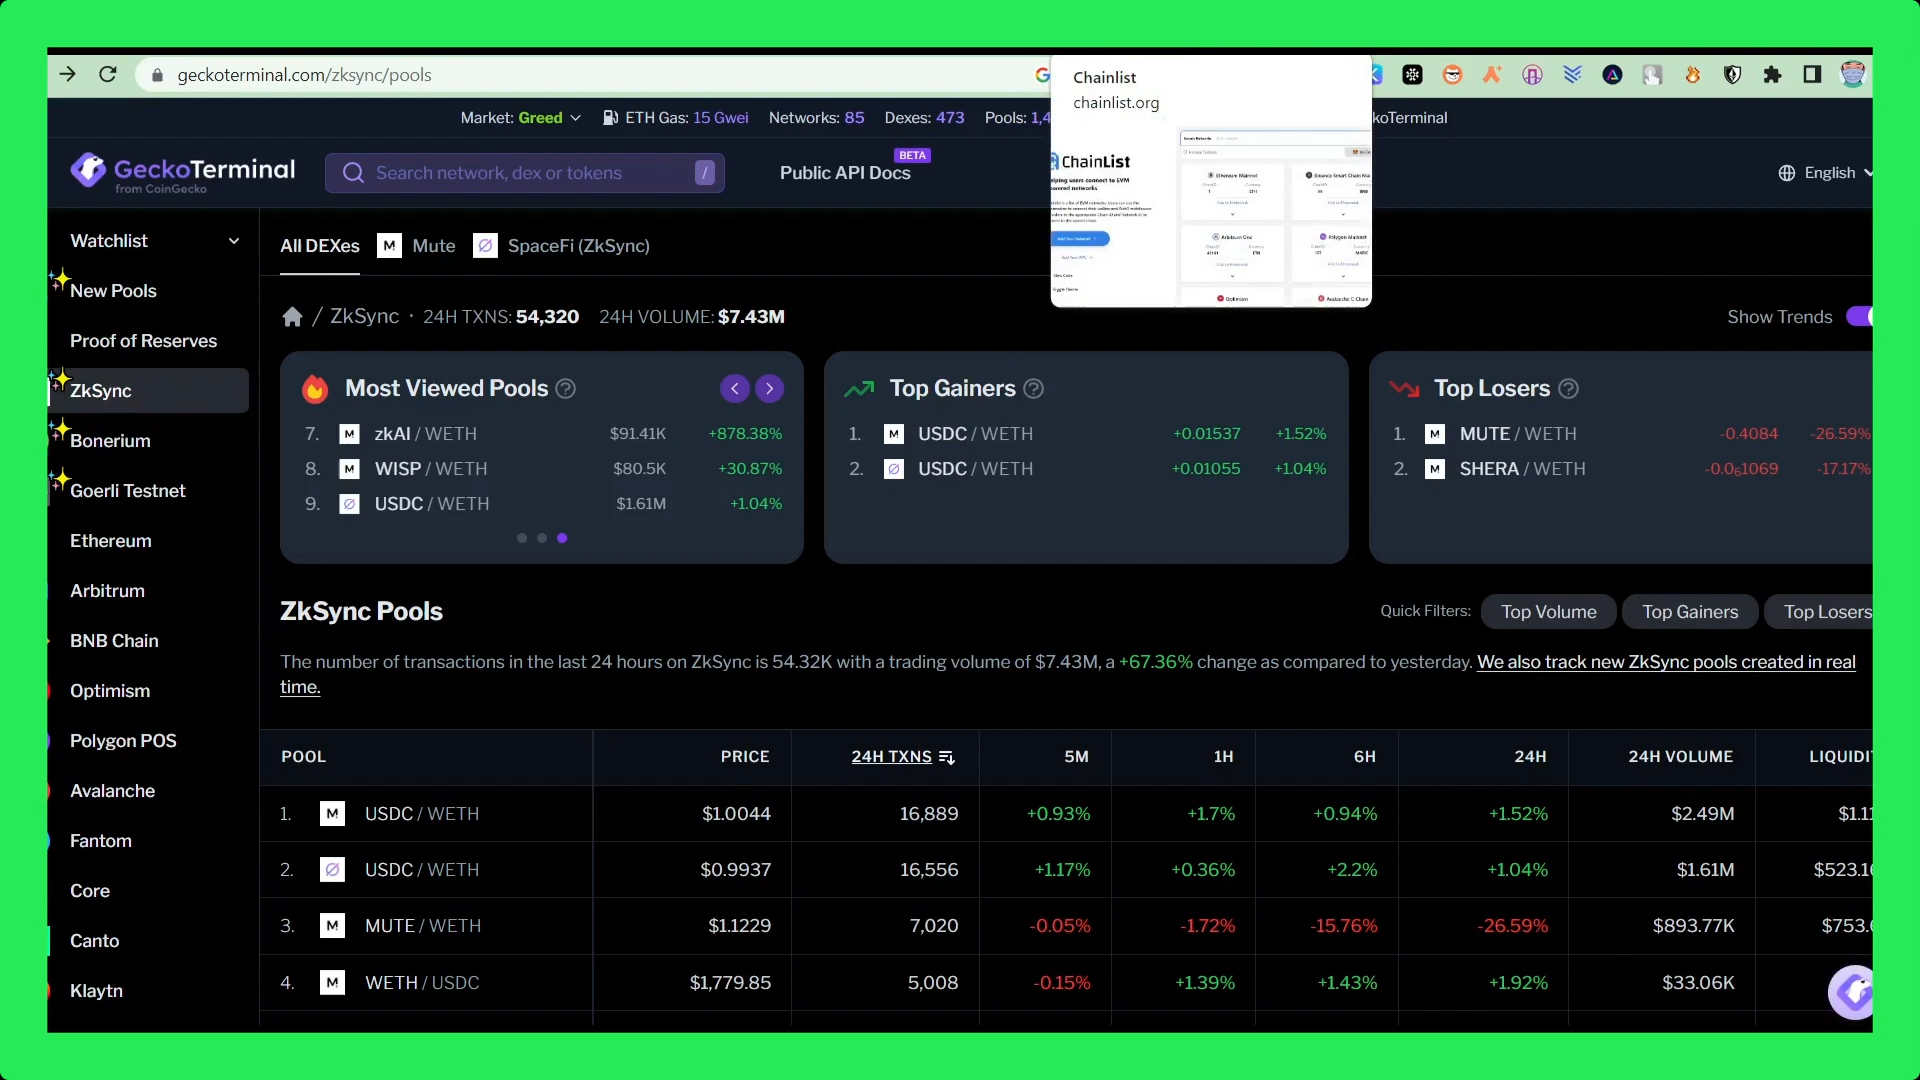 geckoterminal.com/zksync/pools
Chainlist
chainlist.org
Market: Greed ETH Gas: 15 Gwei Networks: 85 Dexes: 473 Pools: 1,4 koTerminal
GeckoTerminal
from CoinGecko
Search network, dex or tokens /
Public API Docs
BETA
English
ChainList
Watchlist
New Pools
Proof of Reserves
ZkSync
Bonerium
Goerli Testnet
Ethereum
Arbitrum
BNB Chain
Optimism
Polygon POS
Avalanche
Fantom
Core
Canto
Klaytn
All DEXes M Mute SpaceFi (ZkSync)
/ ZkSync · 24H TXNS: 54,320 24H VOLUME: $7.43M
Show Trends
Most Viewed Pools ?
7. M zkAI / WETH $91.41K +878.38%
8. M WISP / WETH $80.5K +30.87%
9. USDC / WETH $1.61M +1.04%
Top Gainers ?
1. M USDC / WETH +0.01537 +1.52%
2. USDC / WETH +0.01055 +1.04%
Top Losers ?
1. M MUTE / WETH -0.4084 -26.59%
2. M SHERA / WETH -0.0₆1069 -17.17%
ZkSync Pools
Quick Filters: Top Volume Top Gainers Top Losers
The number of transactions in the last 24 hours on ZkSync is 54.32K with a trading volume of $7.43M, a +67.36% change as compared to yesterday. We also track new ZkSync pools created in real
time.
POOL PRICE 24H TXNS 5M 1H 6H 24H 24H VOLUME LIQUIDIT
1. M USDC / WETH $1.0044 16,889 +0.93% +1.7% +0.94% +1.52% $2.49M $1.11
2. USDC / WETH $0.9937 16,556 +1.17% +0.36% +2.2% +1.04% $1.61M $523.16
3. M MUTE / WETH $1.1229 7,020 -0.05% -1.72% -15.76% -26.59% $893.77K $753.6
4. M WETH / USDC $1,779.85 5,008 -0.15% +1.39% +1.43% +1.92% $33.06K